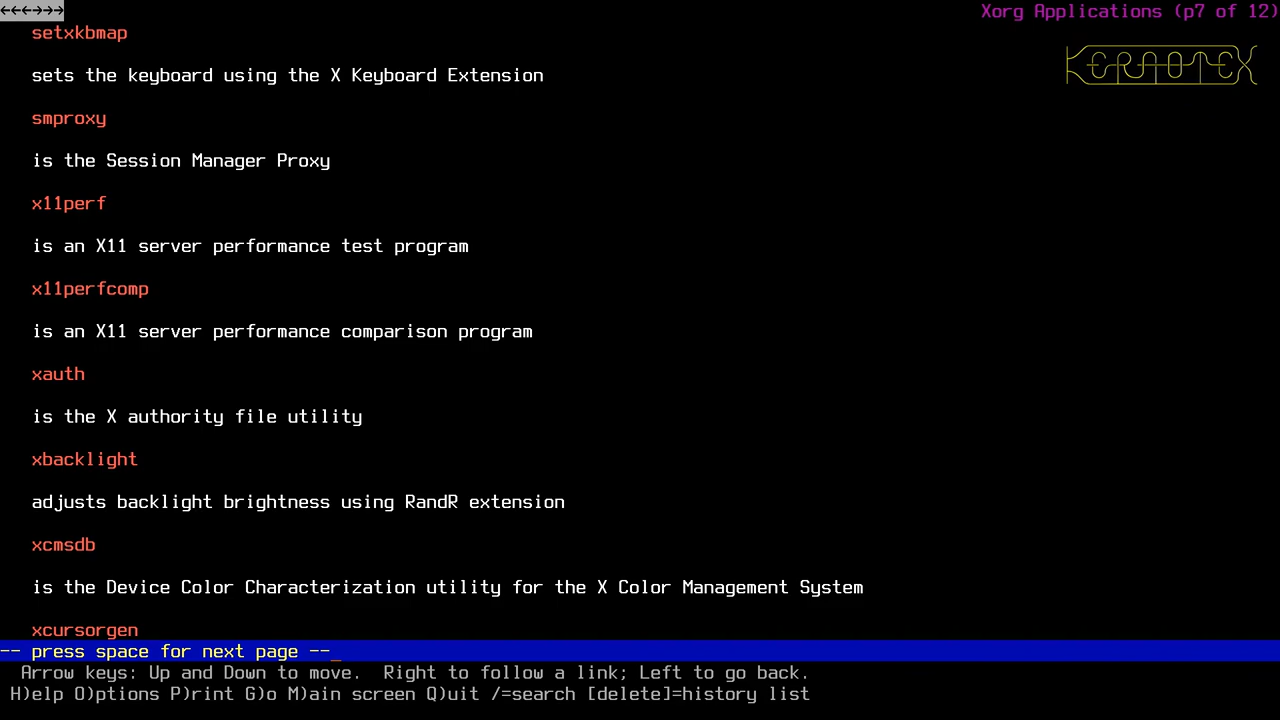 ←←←→→→ Xorg Applications (p7 of 12)
setxkbmap
KERNOTEX
sets the keyboard using the X Keyboard Extension
smproxy
is the Session Manager Proxy
x11perf
is an X11 server performance test program
x11perfcomp
is an X11 server performance comparison program
xauth
is the X authority file utility
xbacklight
adjusts backlight brightness using RandR extension
xcmsdb
is the Device Color Characterization utility for the X Color Management System
xcursorgen
-- press space for next page --
Arrow keys: Up and Down to move.  Right to follow a link; Left to go back.
H)elp O)ptions P)rint G)o M)ain screen Q)uit /=search [delete]=history list